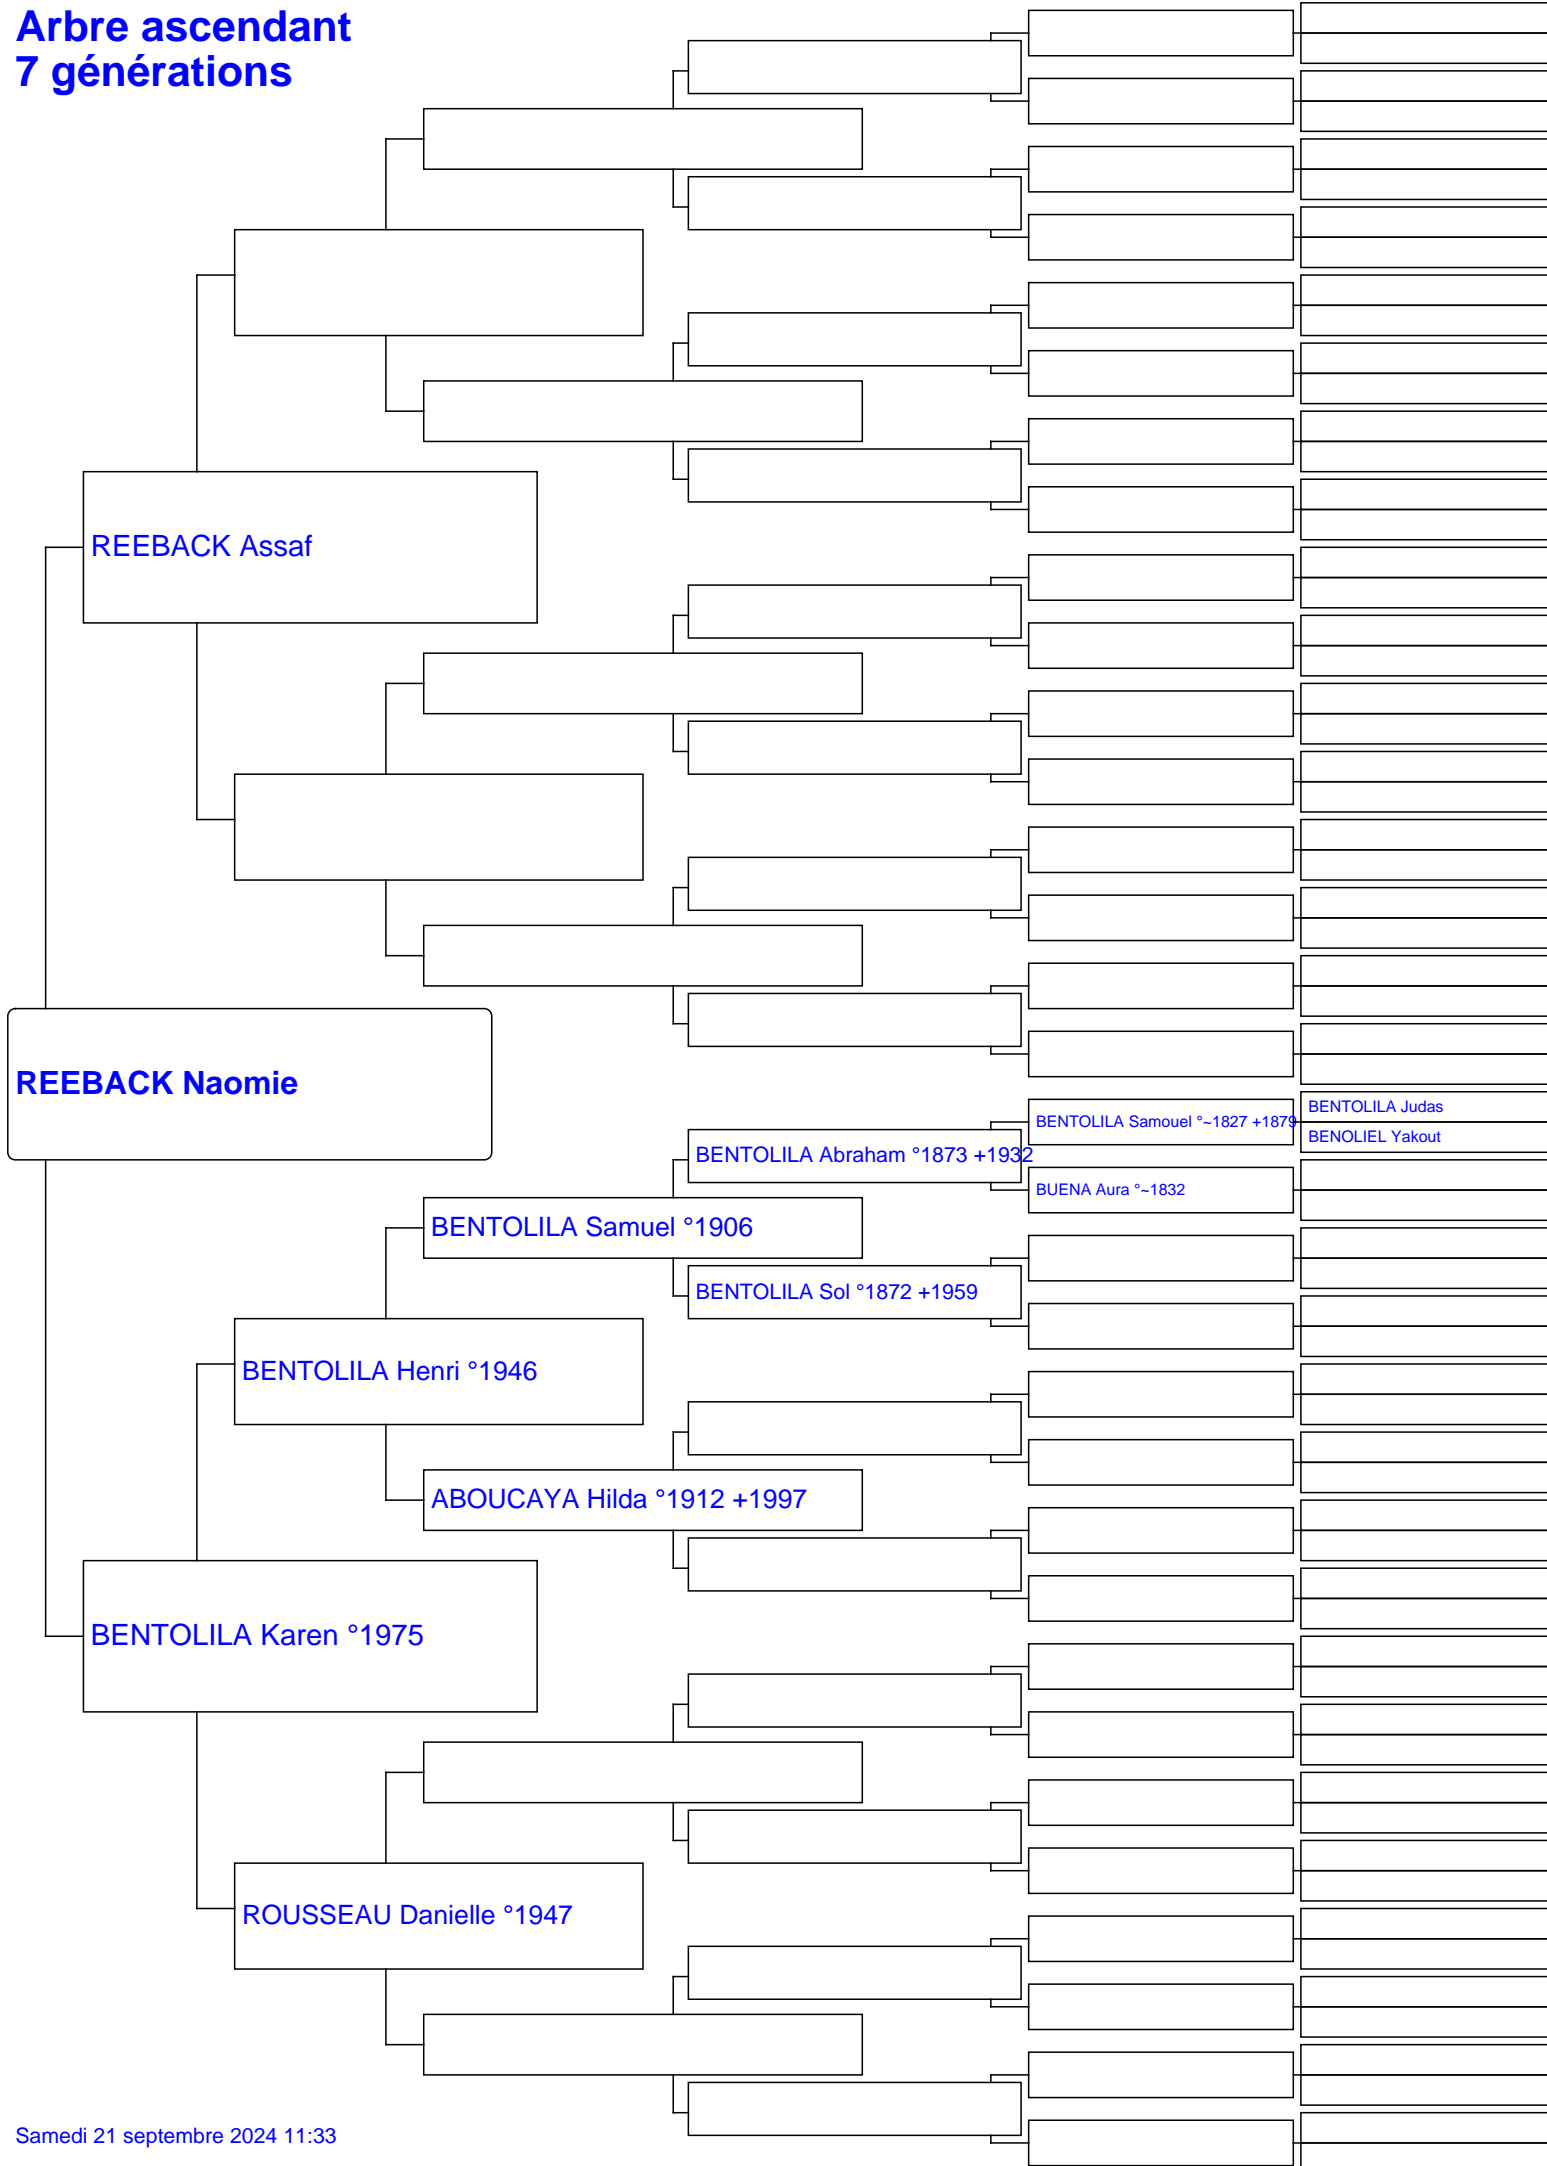 Arbre ascendant
7 générations
REEBACK Assaf
REEBACK Naomie
BENTOLILA Judas
BENTOLILA Samouel °~1827 +1879
BENOLIEL Yakout
BENTOLILA Abraham °1873 +1932
BUENA Aura °~1832
BENTOLILA Samuel °1906
BENTOLILA Sol °1872 +1959
BENTOLILA Henri °1946
ABOUCAYA Hilda °1912 +1997
BENTOLILA Karen °1975
ROUSSEAU Danielle °1947
Samedi 21 septembre 2024 11:33